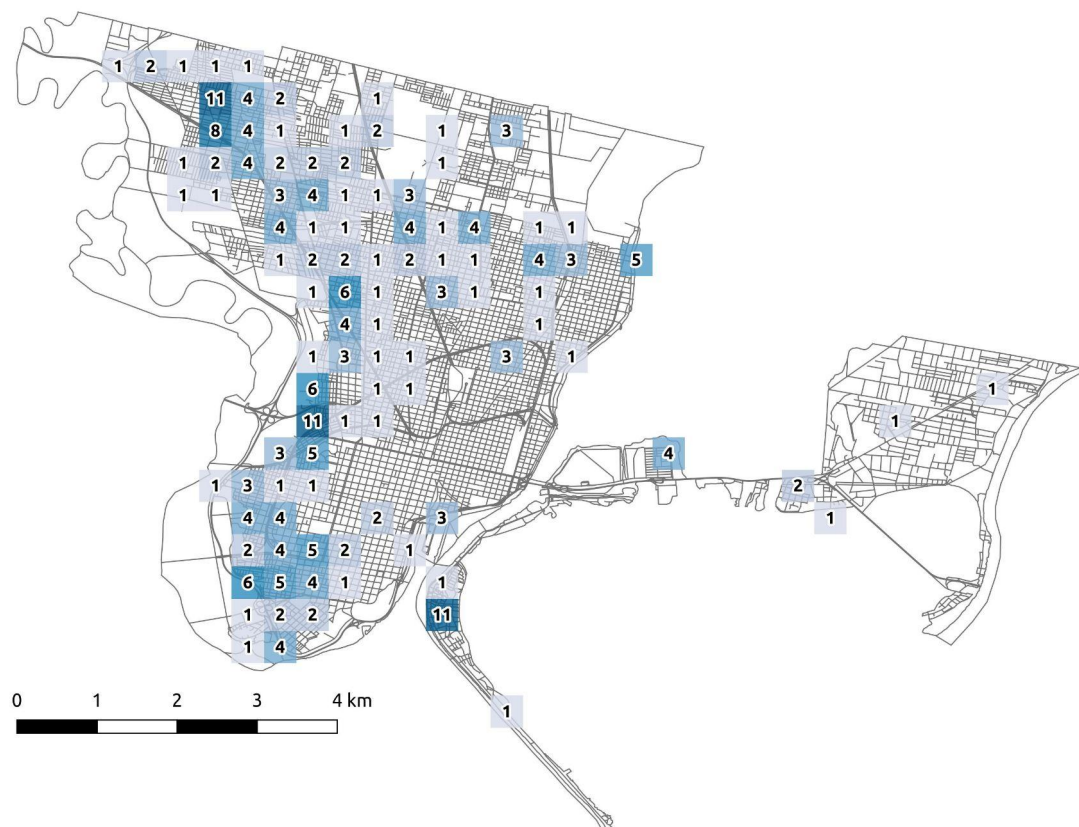 1 2 1 1 1
11 4 2 1
8 4 1 1 2 1 3
1 2 4 2 2 2 1
1 1 3 4 1 1 3
4 1 1 4 1 4 1 1
1 2 2 1 2 1 1 4 3 5
1 6 1 3 1 1
4 1 1
1 3 1 1 3 1
6 1 1 1
11 1 1 1
3 5 4
1 3 1 1 2
4 4 2 3 1
2 4 5 2 1
6 5 4 1 1
1 2 2 11
1 4
0 1 2 3 4 km
1